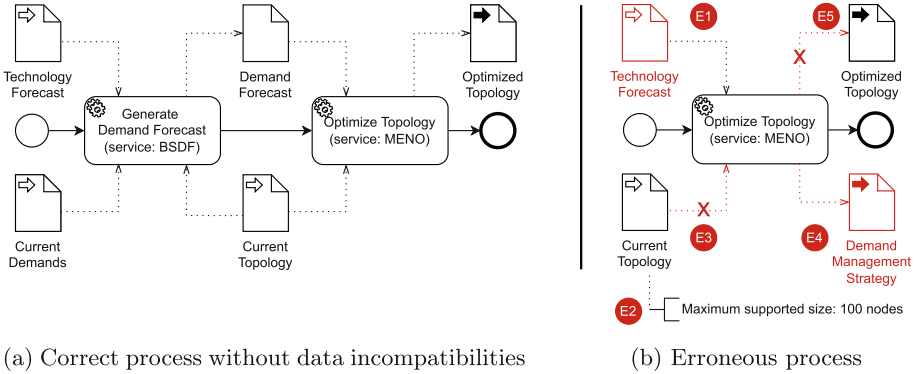 Technology
Forecast
Demand
Forecast
Optimized
Topology
Generate
Demand Forecast
(service: BSDF)
Optimize Topology
(service: MENO)
Current
Demands
Current
Topology
(a) Correct process without data incompatibilities
E1
E5
X
Technology
Forecast
Optimized
Topology
Optimize Topology
(service: MENO)
X
E3
E4
Current
Topology
Demand
Management
Strategy
E2
Maximum supported size: 100 nodes
(b) Erroneous process